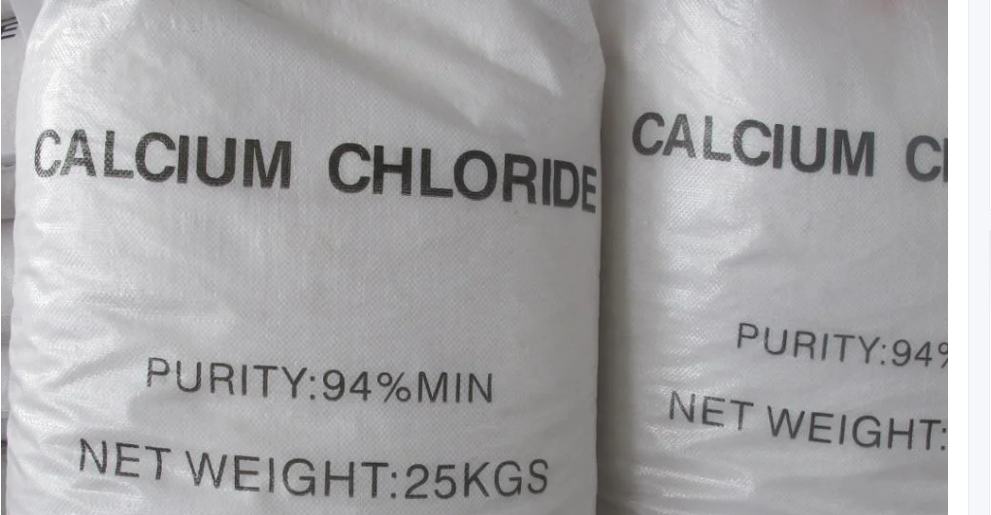 CALCIUM CHLORIDE
PURITY:94%MIN
NET WEIGHT:25KGS
CALCIUM
PURITY:94%
NET WEIGHT: